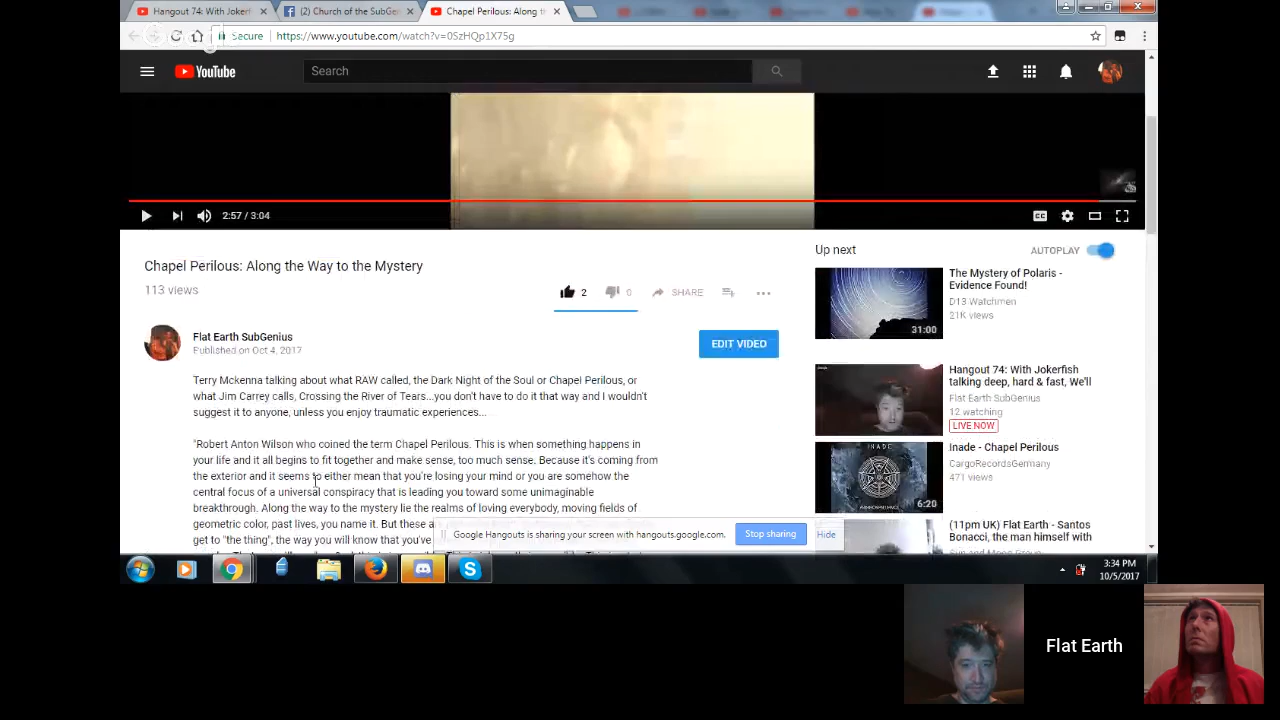 Hangout 74: With Jokerf
(2) Church of the SubGen
Chapel Perilous: Along th
Secure
https://www.youtube.com/watch?v=0SzHQp1X75g
YouTube
Search
2:57 / 3:04
CC
Chapel Perilous: Along the Way to the Mystery
113 views
2
0
SHARE
Flat Earth SubGenius
Published on Oct 4, 2017
EDIT VIDEO
Terry Mckenna talking about what RAW called, the Dark Night of the Soul or Chapel Perilous, or
what Jim Carrey calls, Crossing the River of Tears...you don't have to do it that way and I wouldn't
suggest it to anyone, unless you enjoy traumatic experiences...
"Robert Anton Wilson who coined the term Chapel Perilous. This is when something happens in
your life and it all begins to fit together and make sense, too much sense. Because it's coming from
the exterior and it seems to either mean that you're losing your mind or you are somehow the
central focus of a universal conspiracy that is leading you toward some unimaginable
breakthrough. Along the way to the mystery lie the realms of loving everybody, moving fields of
geometric color, past lives, you name it. But these a
get to "the thing", the way you will know that you've
Up next
AUTOPLAY
The Mystery of Polaris -
Evidence Found!
D13 Watchmen
21K views
31:00
Hangout 74: With Jokerfish
talking deep, hard & fast, We'll
Flat Earth SubGenius
12 watching
LIVE NOW
INADE
Inade - Chapel Perilous
CargoRecordsGermany
471 views
6:20
(11pm UK) Flat Earth - Santos
Bonacci, the man himself with
Google Hangouts is sharing your screen with hangouts.google.com.
Stop sharing
Hide
3:34 PM
10/5/2017
Flat Earth